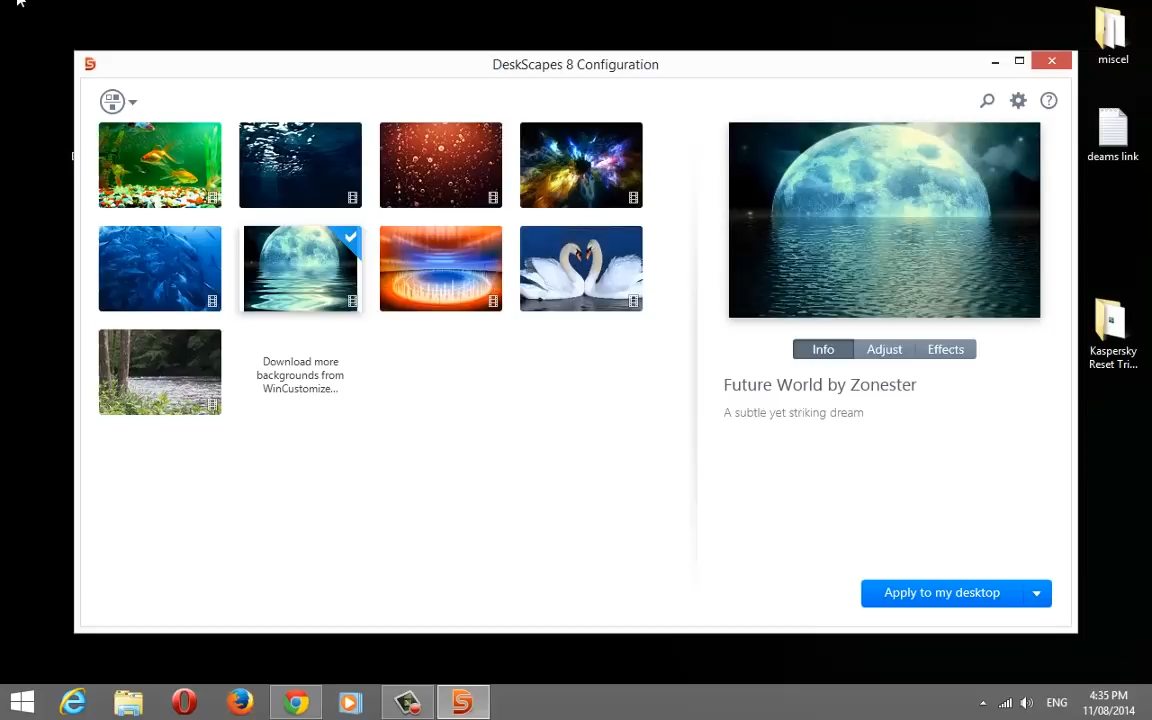 DeskScapes 8 Configuration
miscel
deams link
Download more
backgrounds from
WinCustomize...
Info
Adjust
Effects
Future World by Zonester
A subtle yet striking dream
Kaspersky
Reset Tri...
Apply to my desktop
ENG
4:35 PM
11/08/2014